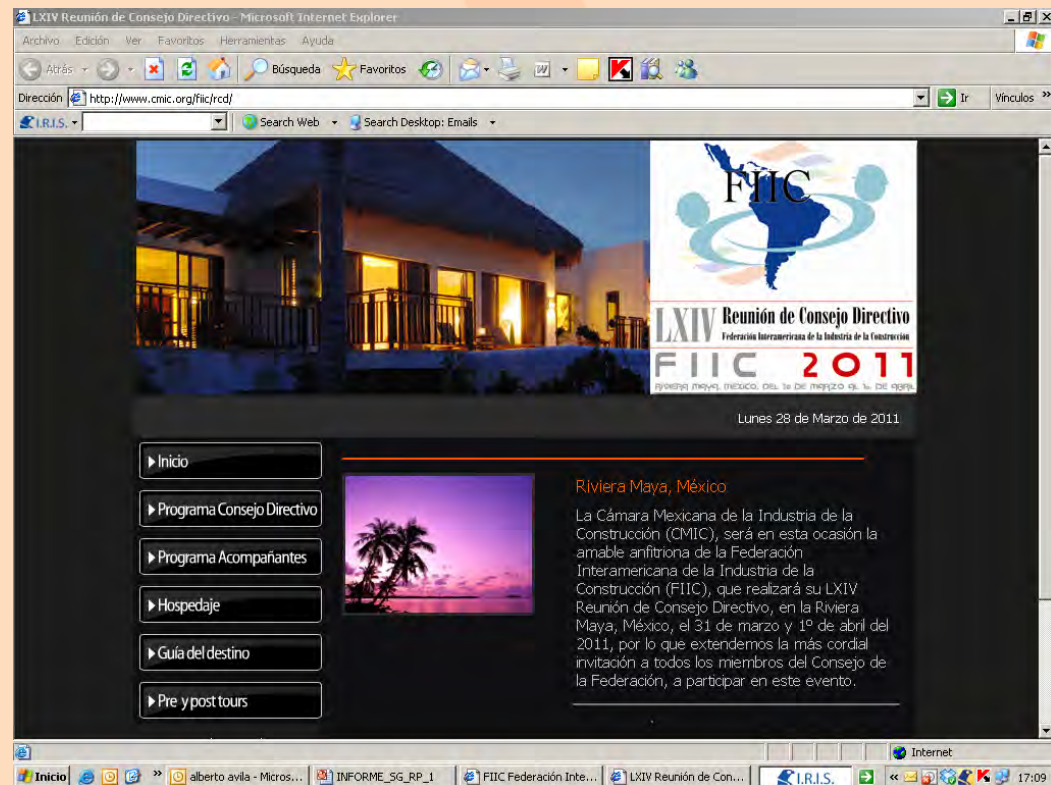 LXIV Reunión de Consejo Directivo - Microsoft Internet Explorer
Archivo Edición Ver Favoritos Herramientas Ayuda
Atrás Búsqueda Favoritos
Dirección http://www.cmic.org/fiic/rcd/ Ir Vínculos »
I.R.I.S. Search Web Search Desktop: Emails
FIIC
LXIV Reunión de Consejo Directivo
Federación Interamericana de la Industria de la Construcción
FIIC 2011
Lunes 28 de Marzo de 2011
Inicio
Programa Consejo Directivo
Programa Acompañantes
Hospedaje
Guía del destino
Pre y post tours
Riviera Maya, México
La Cámara Mexicana de la Industria de la
Construcción (CMIC), será en esta ocasión la
amable anfitriona de la Federación
Interamericana de la Industria de la
Construcción (FIIC), que realizará su LXIV
Reunión de Consejo Directivo, en la Riviera
Maya, México, el 31 de marzo y 1º de abril del
2011, por lo que extendemos la más cordial
invitación a todos los miembros del Consejo de
la Federación, a participar en este evento.
Internet
Inicio » alberto avila - Micros... INFORME_SG_RP_1 FIIC Federación Inte... LXIV Reunión de Con... I.R.I.S. « 17:09